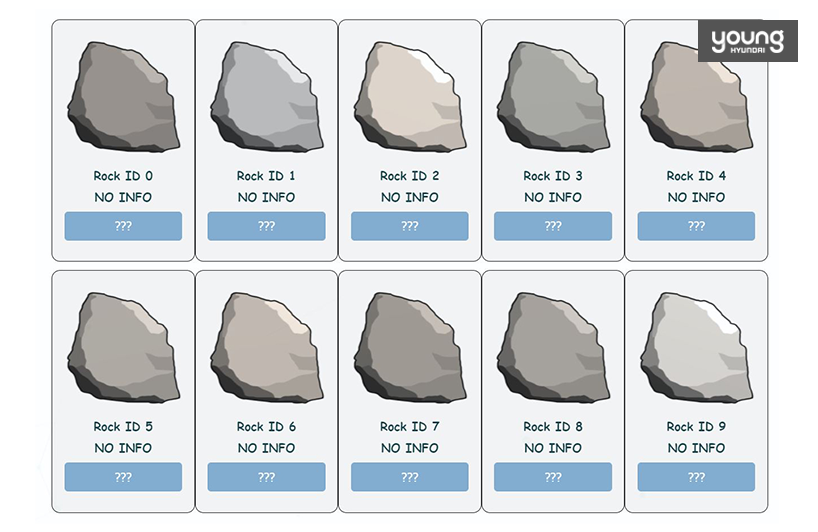 young
HYUNDAI
Rock ID 0
NO INFO
???
Rock ID 1
NO INFO
???
Rock ID 2
NO INFO
???
Rock ID 3
NO INFO
???
Rock ID 4
NO INFO
???
Rock ID 5
NO INFO
???
Rock ID 6
NO INFO
???
Rock ID 7
NO INFO
???
Rock ID 8
NO INFO
???
Rock ID 9
NO INFO
???